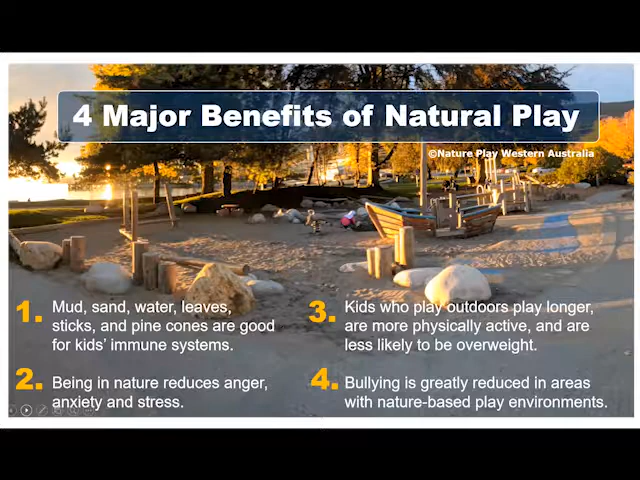 4 Major Benefits of Natural Play
©Nature Play Western Australia
1. Mud, sand, water, leaves,
sticks, and pine cones are good
for kids’ immune systems.
2. Being in nature reduces anger,
anxiety and stress.
3. Kids who play outdoors play longer,
are more physically active, and are
less likely to be overweight.
4. Bullying is greatly reduced in areas
with nature-based play environments.